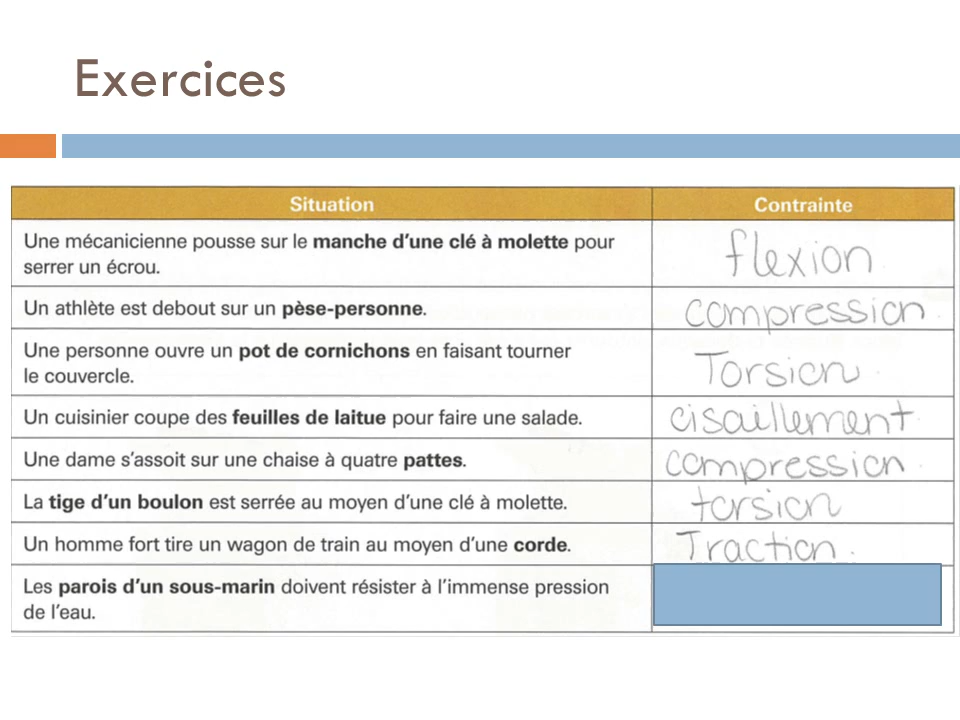 Exercices
Situation
Contrainte
Une mécanicienne pousse sur le manche d'une clé à molette pour
serrer un écrou.
flexion
Un athlète est debout sur un pèse-personne.
compression.
Une personne ouvre un pot de cornichons en faisant tourner
le couvercle.
Torsion.
Un cuisinier coupe des feuilles de laitue pour faire une salade.
cisaillement.
Une dame s'assoit sur une chaise à quatre pattes.
compression.
La tige d'un boulon est serrée au moyen d'une clé à molette.
torsion
Un homme fort tire un wagon de train au moyen d'une corde.
Traction.
Les parois d'un sous-marin doivent résister à l'immense pression
de l'eau.